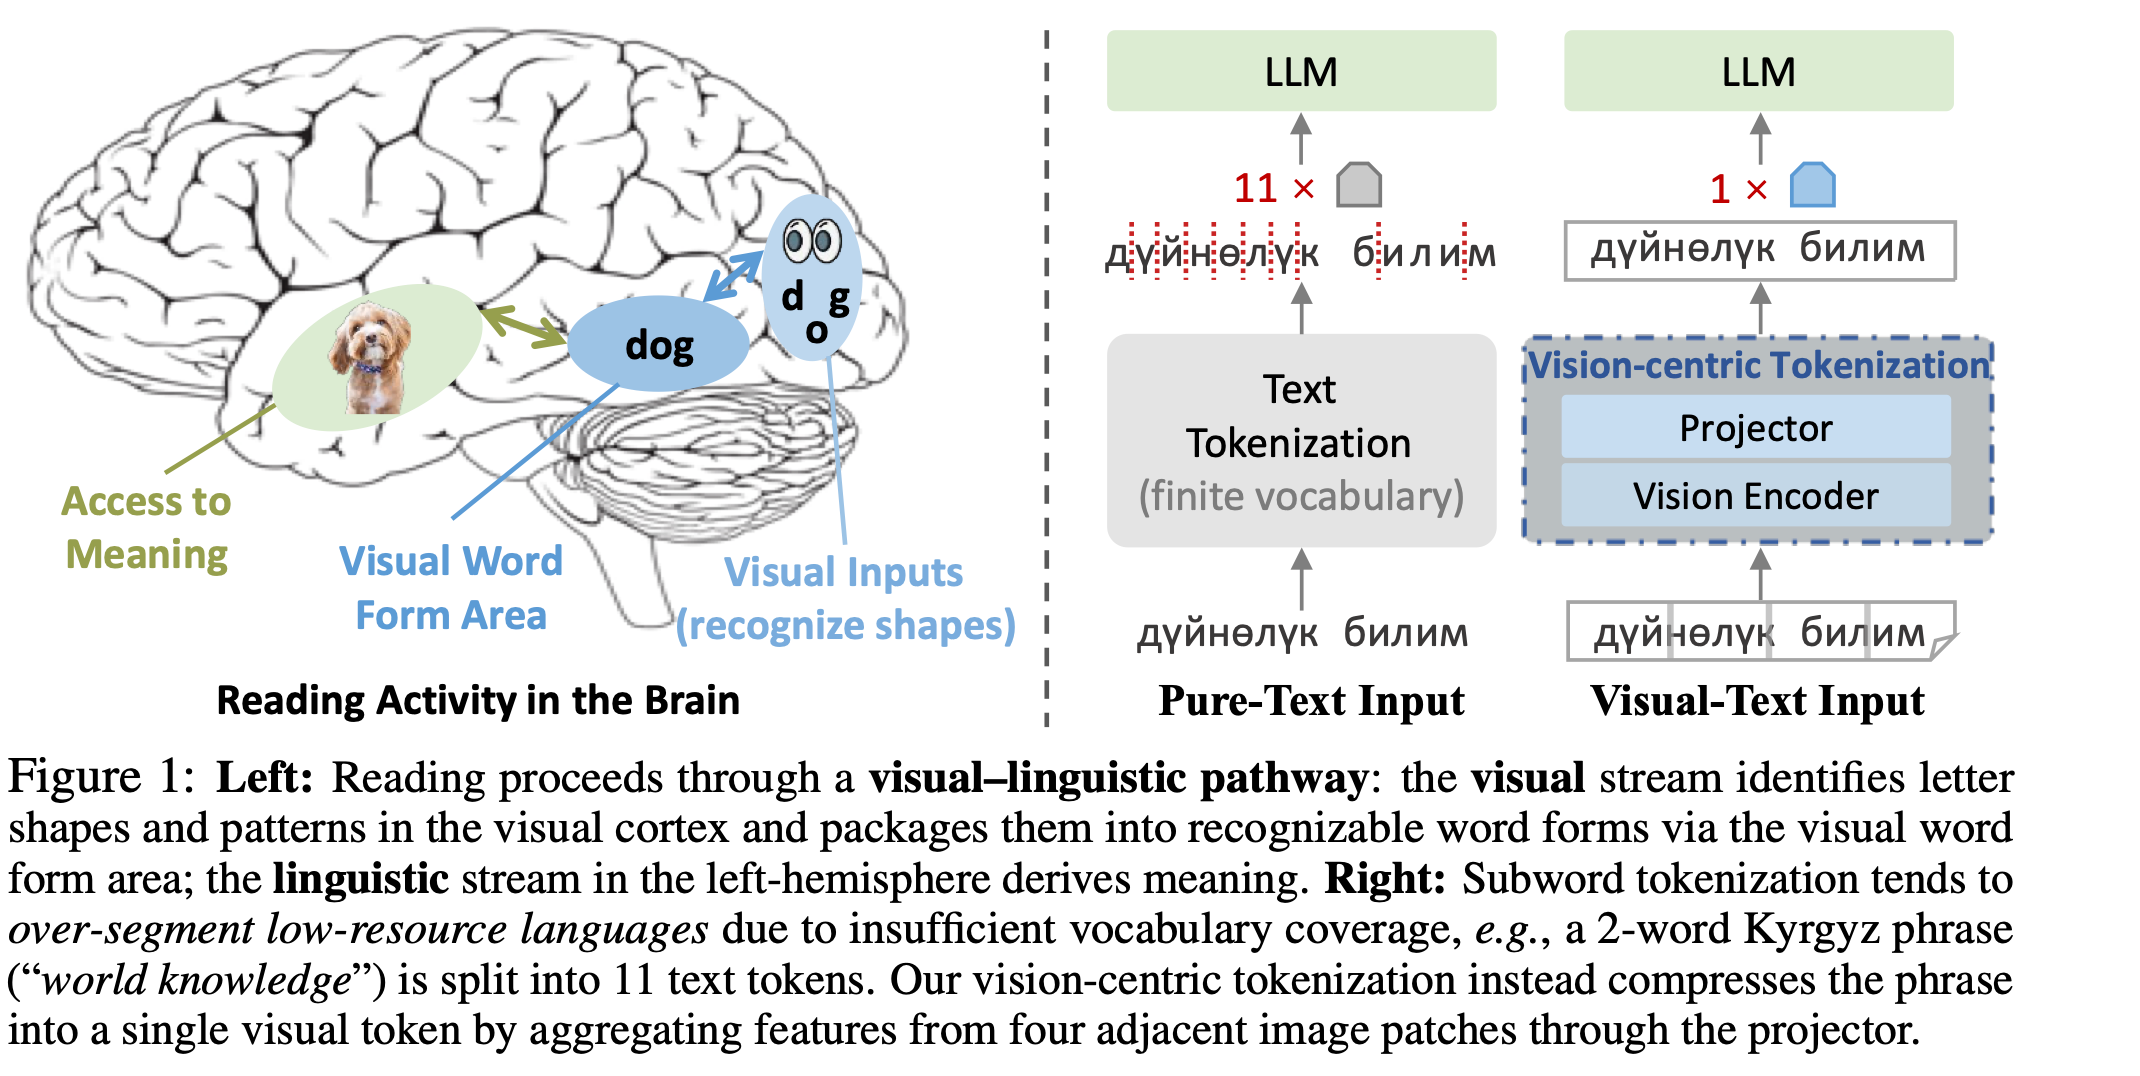 d g
o
dog
Access to
Meaning
Visual Word
Form Area
Visual Inputs
(recognize shapes)
Reading Activity in the Brain
LLM
11 ×
дүйнөлүк билим
Text
Tokenization
(finite vocabulary)
дүйнөлүк билим
Pure-Text Input
LLM
1 ×
дүйнөлүк билим
Vision-centric Tokenization
Projector
Vision Encoder
дүйнөлүк билим
Visual-Text Input
Figure 1: Left: Reading proceeds through a visual–linguistic pathway: the visual stream identifies letter
shapes and patterns in the visual cortex and packages them into recognizable word forms via the visual word
form area; the linguistic stream in the left-hemisphere derives meaning. Right: Subword tokenization tends to
over-segment low-resource languages due to insufficient vocabulary coverage, e.g., a 2-word Kyrgyz phrase
(“world knowledge”) is split into 11 text tokens. Our vision-centric tokenization instead compresses the phrase
into a single visual token by aggregating features from four adjacent image patches through the projector.